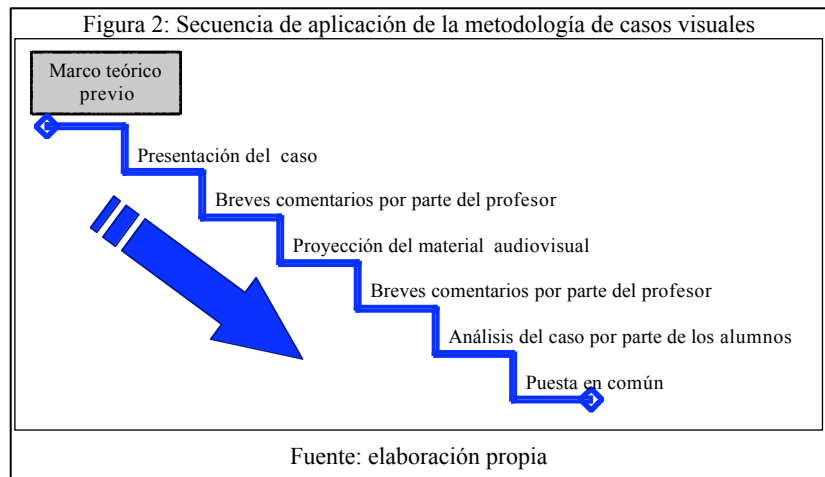 Figura 2: Secuencia de aplicación de la metodología de casos visuales
Marco teórico
previo
Presentación del caso
Breves comentarios por parte del profesor
Proyección del material audiovisual
Breves comentarios por parte del profesor
Análisis del caso por parte de los alumnos
Puesta en común
Fuente: elaboración propia